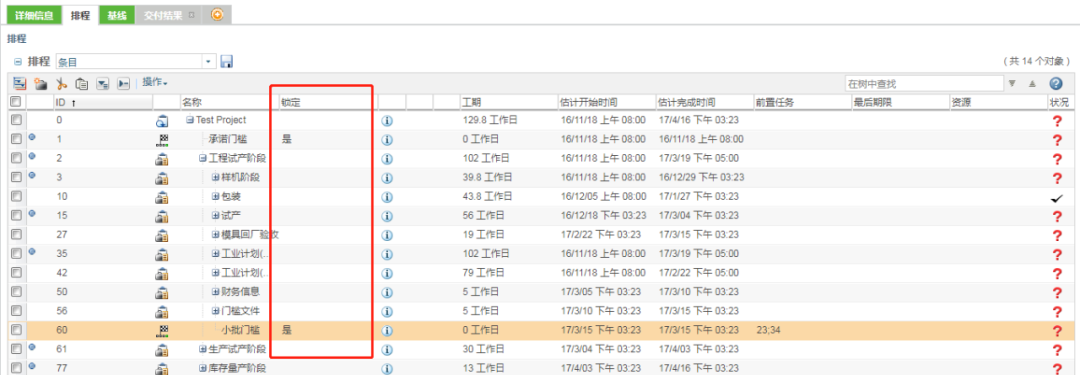 详细信息 排程 基线 交付结果
排程
排程 条目 (共 14 个对象)
操作 在树中查找
ID 名称 锁定 工期 估计开始时间 估计完成时间 前置任务 最后期限 资源 状况
0 Test Project 129.8 工作日 16/11/18 上午 08:00 17/4/16 下午 03:23
1 承诺门槛 是 0 工作日 16/11/18 上午 08:00 16/11/18 上午 08:00
2 工程试产阶段 102 工作日 16/11/18 上午 08:00 17/3/19 下午 05:00
3 样机阶段 39.8 工作日 16/11/18 上午 08:00 16/12/29 下午 03:23
10 包装 43.8 工作日 16/12/05 上午 08:00 17/1/27 下午 03:23
15 试产 56 工作日 16/12/18 下午 03:23 17/3/04 下午 03:23
27 模具回厂验收 19 工作日 17/2/22 下午 03:23 17/3/15 下午 03:23
35 工业计划(... 102 工作日 16/11/18 上午 08:00 17/3/19 下午 05:00
42 工业计划(... 79 工作日 16/11/18 上午 08:00 17/2/22 下午 05:00
50 财务信息 5 工作日 17/3/05 下午 03:23 17/3/10 下午 03:23
56 门槛文件 5 工作日 17/3/10 下午 03:23 17/3/15 下午 03:23
60 小批门槛 是 0 工作日 17/3/15 下午 03:23 17/3/15 下午 03:23 23;34
61 生产试产阶段 30 工作日 17/3/04 下午 03:23 17/4/03 下午 03:23
77 库存量产阶段 13 工作日 17/4/03 下午 03:23 17/4/16 下午 03:23